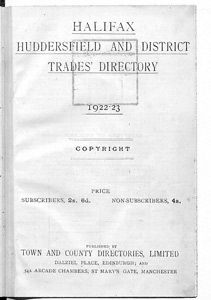 HALIFAX
HUDDERSFIELD AND DISTRICT
TRADES' DIRECTORY
1922-23
COPYRIGHT
PRICE
SUBSCRIBERS, 2s. 6d. NON-SUBSCRIBERS, 4s.
PUBLISHED BY
TOWN AND COUNTY DIRECTORIES, LIMITED
DALZIEL PLACE, EDINBURGH; AND
54A ARCADE CHAMBERS, ST MARY'S GATE, MANCHESTER